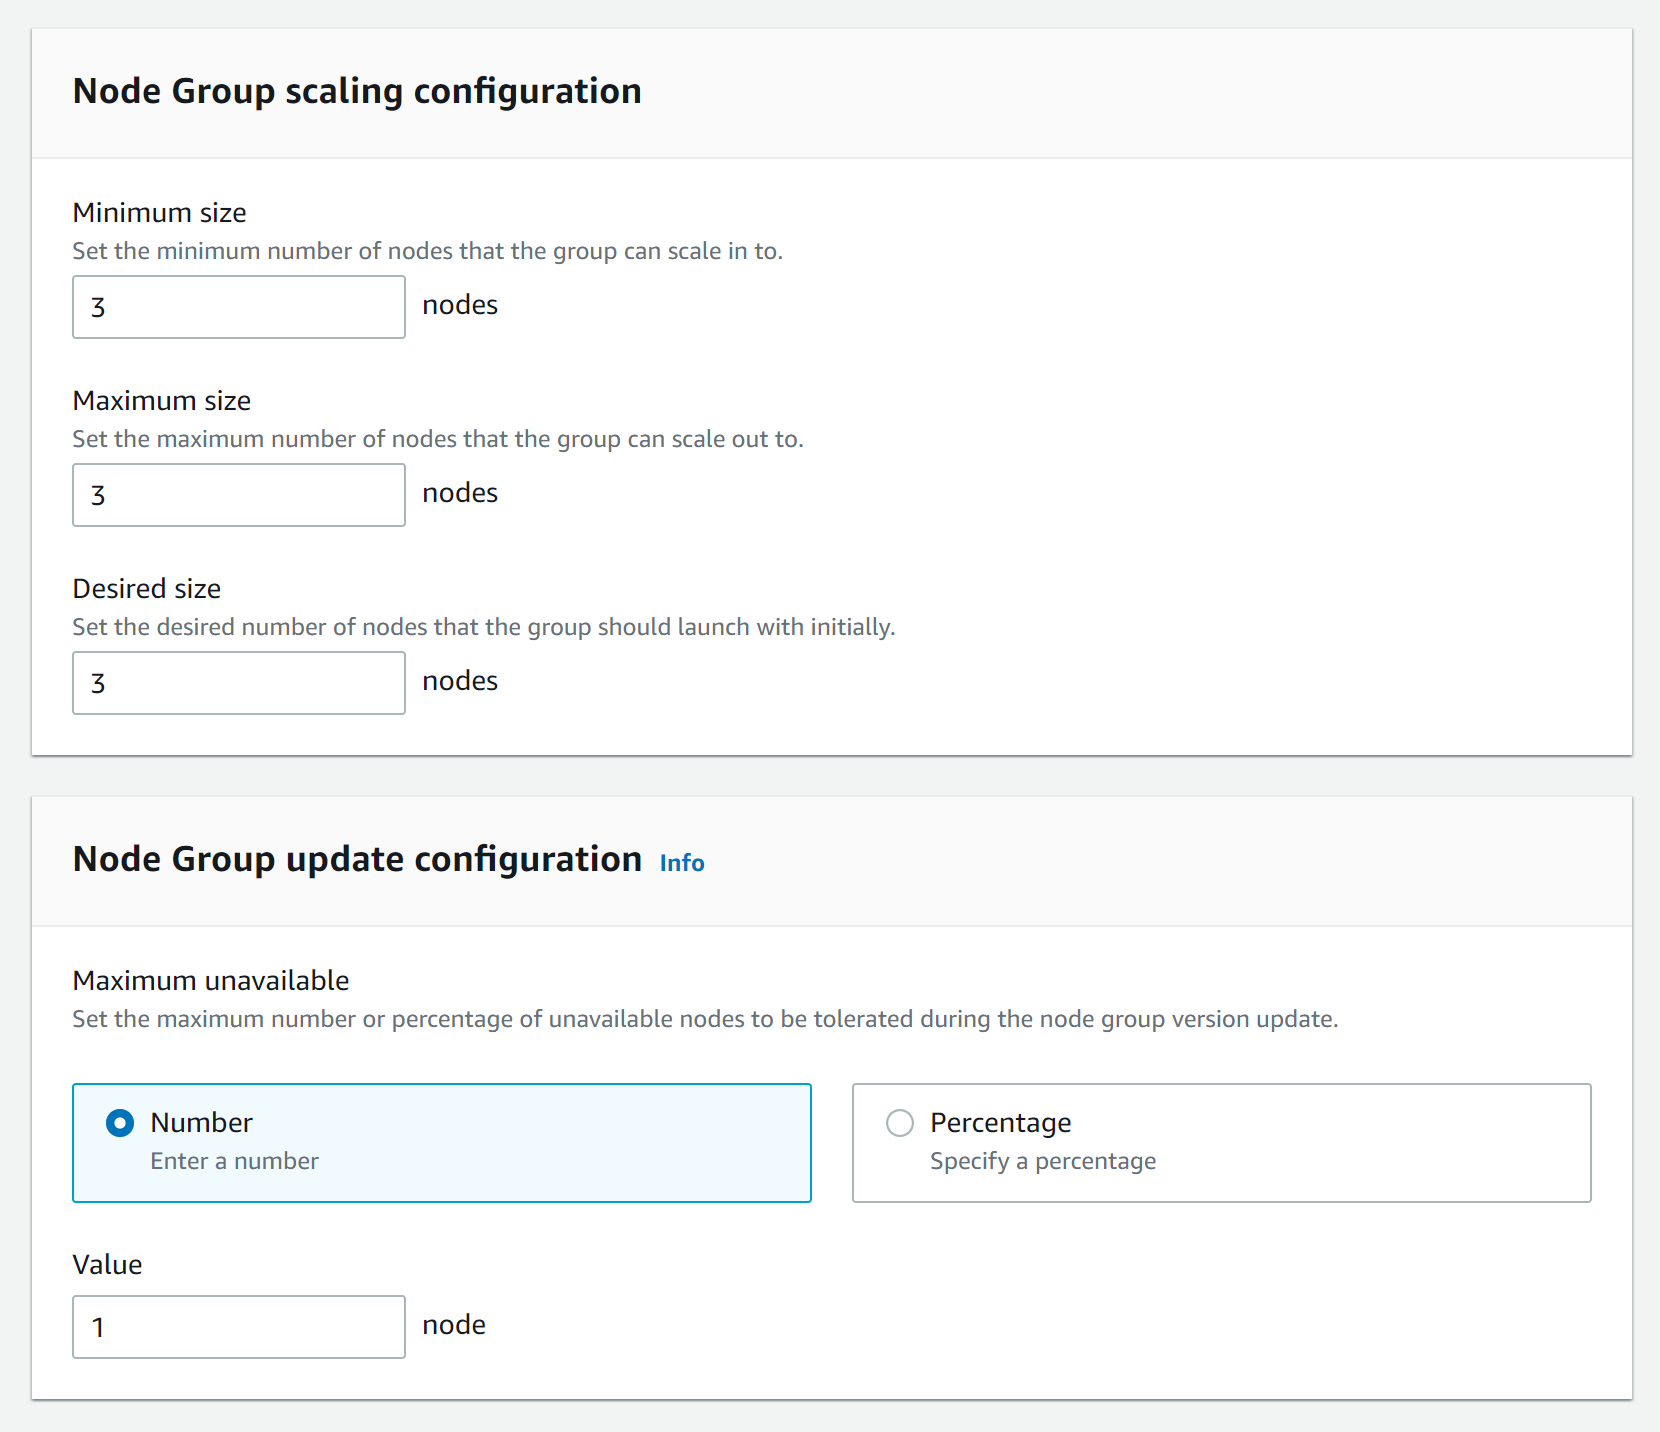 Node Group scaling configuration
Minimum size
Set the minimum number of nodes that the group can scale in to.
3 nodes
Maximum size
Set the maximum number of nodes that the group can scale out to.
3 nodes
Desired size
Set the desired number of nodes that the group should launch with initially.
3 nodes
Node Group update configuration Info
Maximum unavailable
Set the maximum number or percentage of unavailable nodes to be tolerated during the node group version update.
Number
Enter a number
Percentage
Specify a percentage
Value
1 node